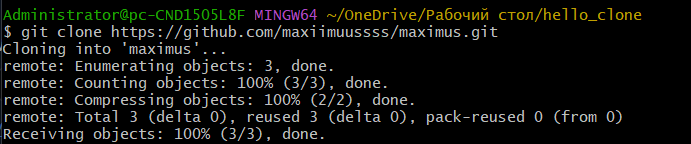 Administrator@pc-CND1505L8F MINGW64 ~/OneDrive/Рабочий стол/hello_clone
$ git clone https://github.com/maxiimuussss/maximus.git
Cloning into 'maximus'...
remote: Enumerating objects: 3, done.
remote: Counting objects: 100% (3/3), done.
remote: Compressing objects: 100% (2/2), done.
remote: Total 3 (delta 0), reused 3 (delta 0), pack-reused 0 (from 0)
Receiving objects: 100% (3/3), done.